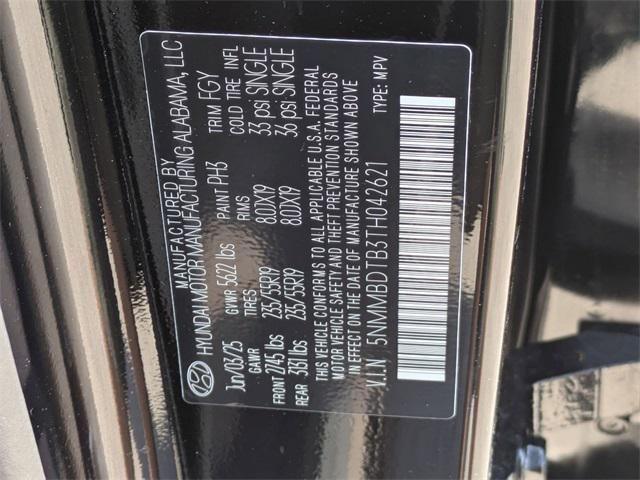 MANUFACTURED BY
HYUNDAI MOTOR MANUFACTURING ALABAMA, LLC
Jun/03/25 GVWR 5622 lbs PAINT PH3 TRIM FGY
GAWR TIRES RIMS COLD TIRE INFL
FRONT 2745 lbs 235/55R19 8.0JX19 35 psi SINGLE
REAR 3151 lbs 235/55R19 8.0JX19 36 psi SINGLE
THIS VEHICLE CONFORMS TO ALL APPLICABLE U.S.A. FEDERAL
MOTOR VEHICLE SAFETY AND THEFT PREVENTION STANDARDS
IN EFFECT ON THE DATE OF MANUFACTURE SHOWN ABOVE
V.I.N 5NMMBDTB3TH042621 TYPE: MPV